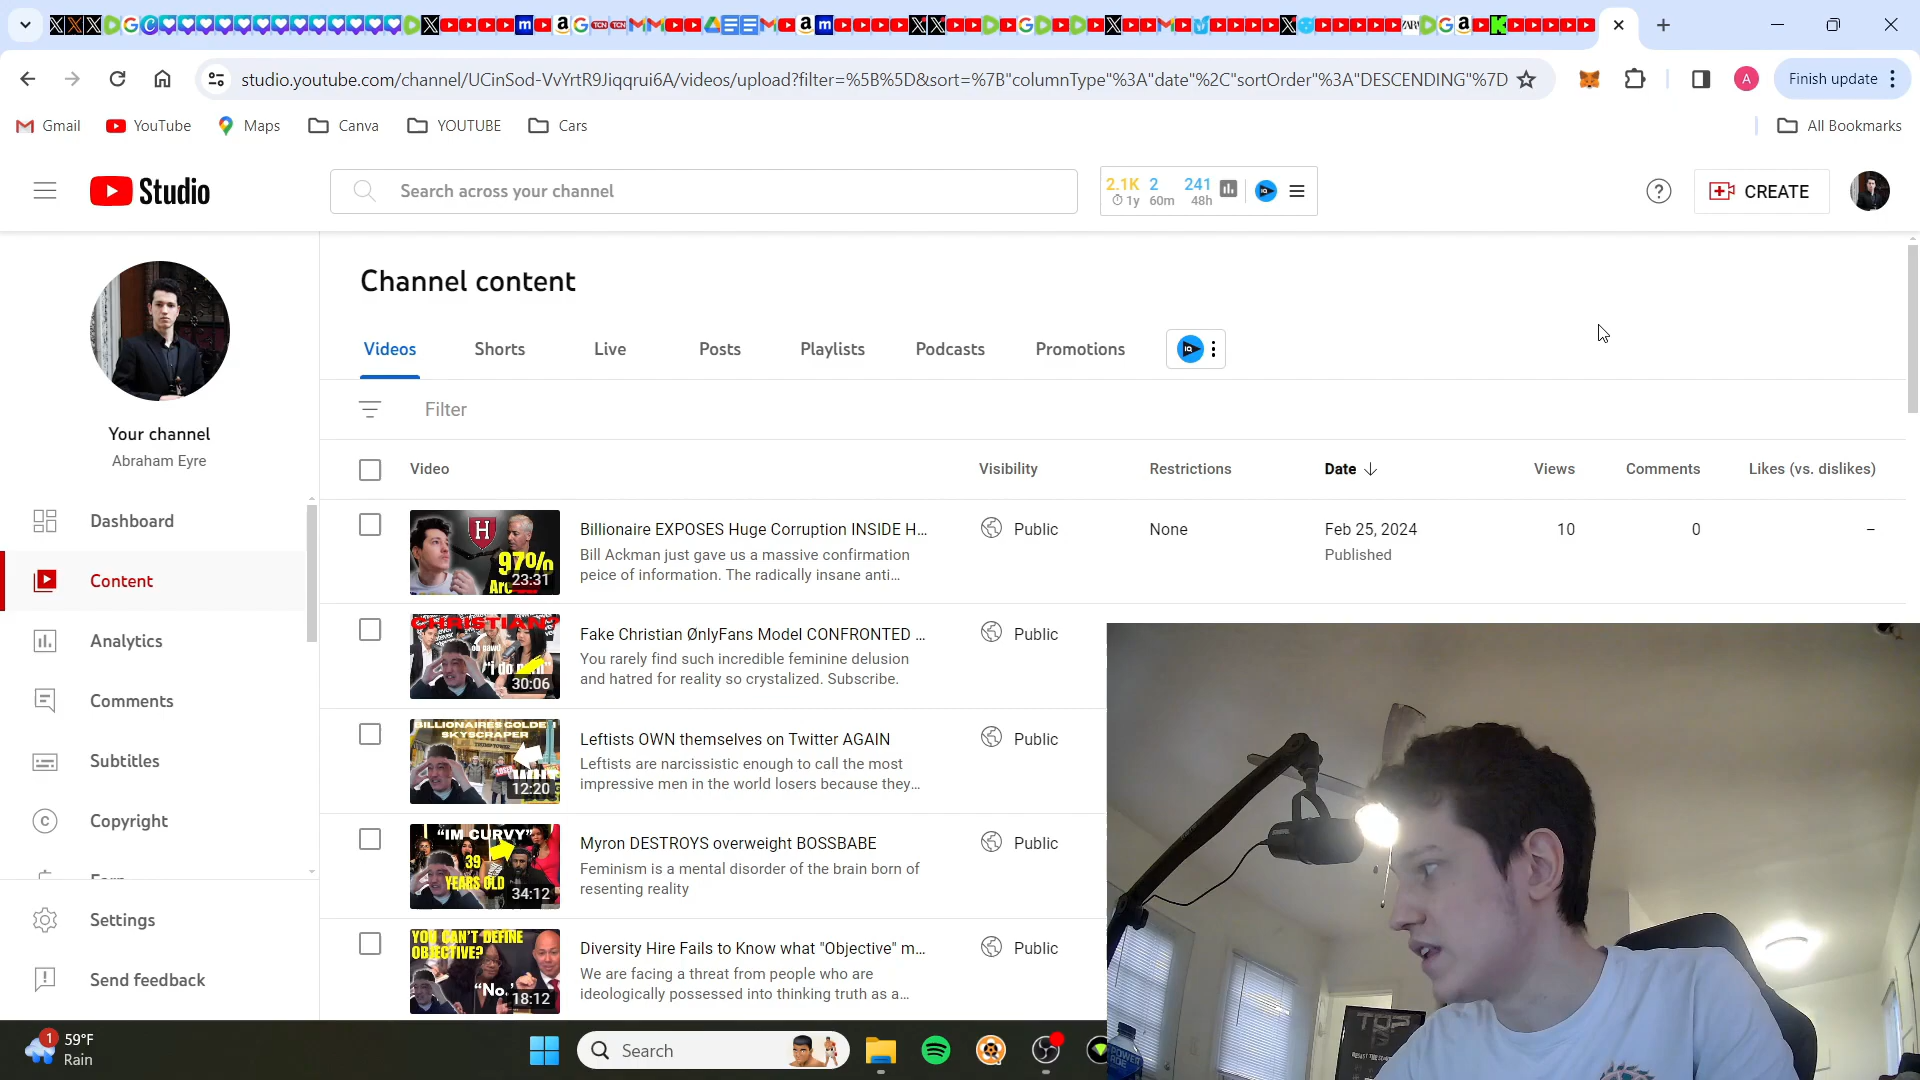 studio.youtube.com/channel/UCinSod-VvYrtR9Jiqqrui6A/videos/upload?filter=%5B%5D&sort=%7B"columnType"%3A"date"%2C"sortOrder"%3A"DESCENDING"%7D
A
Finish update
Gmail
YouTube
Maps
Canva
YOUTUBE
Cars
All Bookmarks
Studio
Search across your channel
2.1K 2 241
1y 60m 48h
CREATE
Channel content
Videos Shorts Live Posts Playlists Podcasts Promotions
Filter
Your channel
Abraham Eyre
Dashboard
Content
Analytics
Comments
Subtitles
Copyright
Settings
Send feedback
Video Visibility Restrictions Date Views Comments Likes (vs. dislikes)
H
97%
23:31
Billionaire EXPOSES Huge Corruption INSIDE H...
Bill Ackman just gave us a massive confirmation
peice of information. The radically insane anti...
Public
None
Feb 25, 2024
Published
10
0
–
CHRISTIAN?
30:06
Fake Christian ØnlyFans Model CONFRONTED ...
You rarely find such incredible feminine delusion
and hatred for reality so crystalized. Subscribe.
Public
BILLIONAIRES GOLDEN
SKYSCRAPER
12:20
Leftists OWN themselves on Twitter AGAIN
Leftists are narcissistic enough to call the most
impressive men in the world losers because they...
Public
"IM CURVY"
39
YEARS OLD
34:12
Myron DESTROYS overweight BOSSBABE
Feminism is a mental disorder of the brain born of
resenting reality
Public
YOU CAN'T DEFINE
OBJECTIVE?
"No."
18:12
Diversity Hire Fails to Know what "Objective" m...
We are facing a threat from people who are
ideologically possessed into thinking truth as a...
Public
1
59°F
Rain
Search